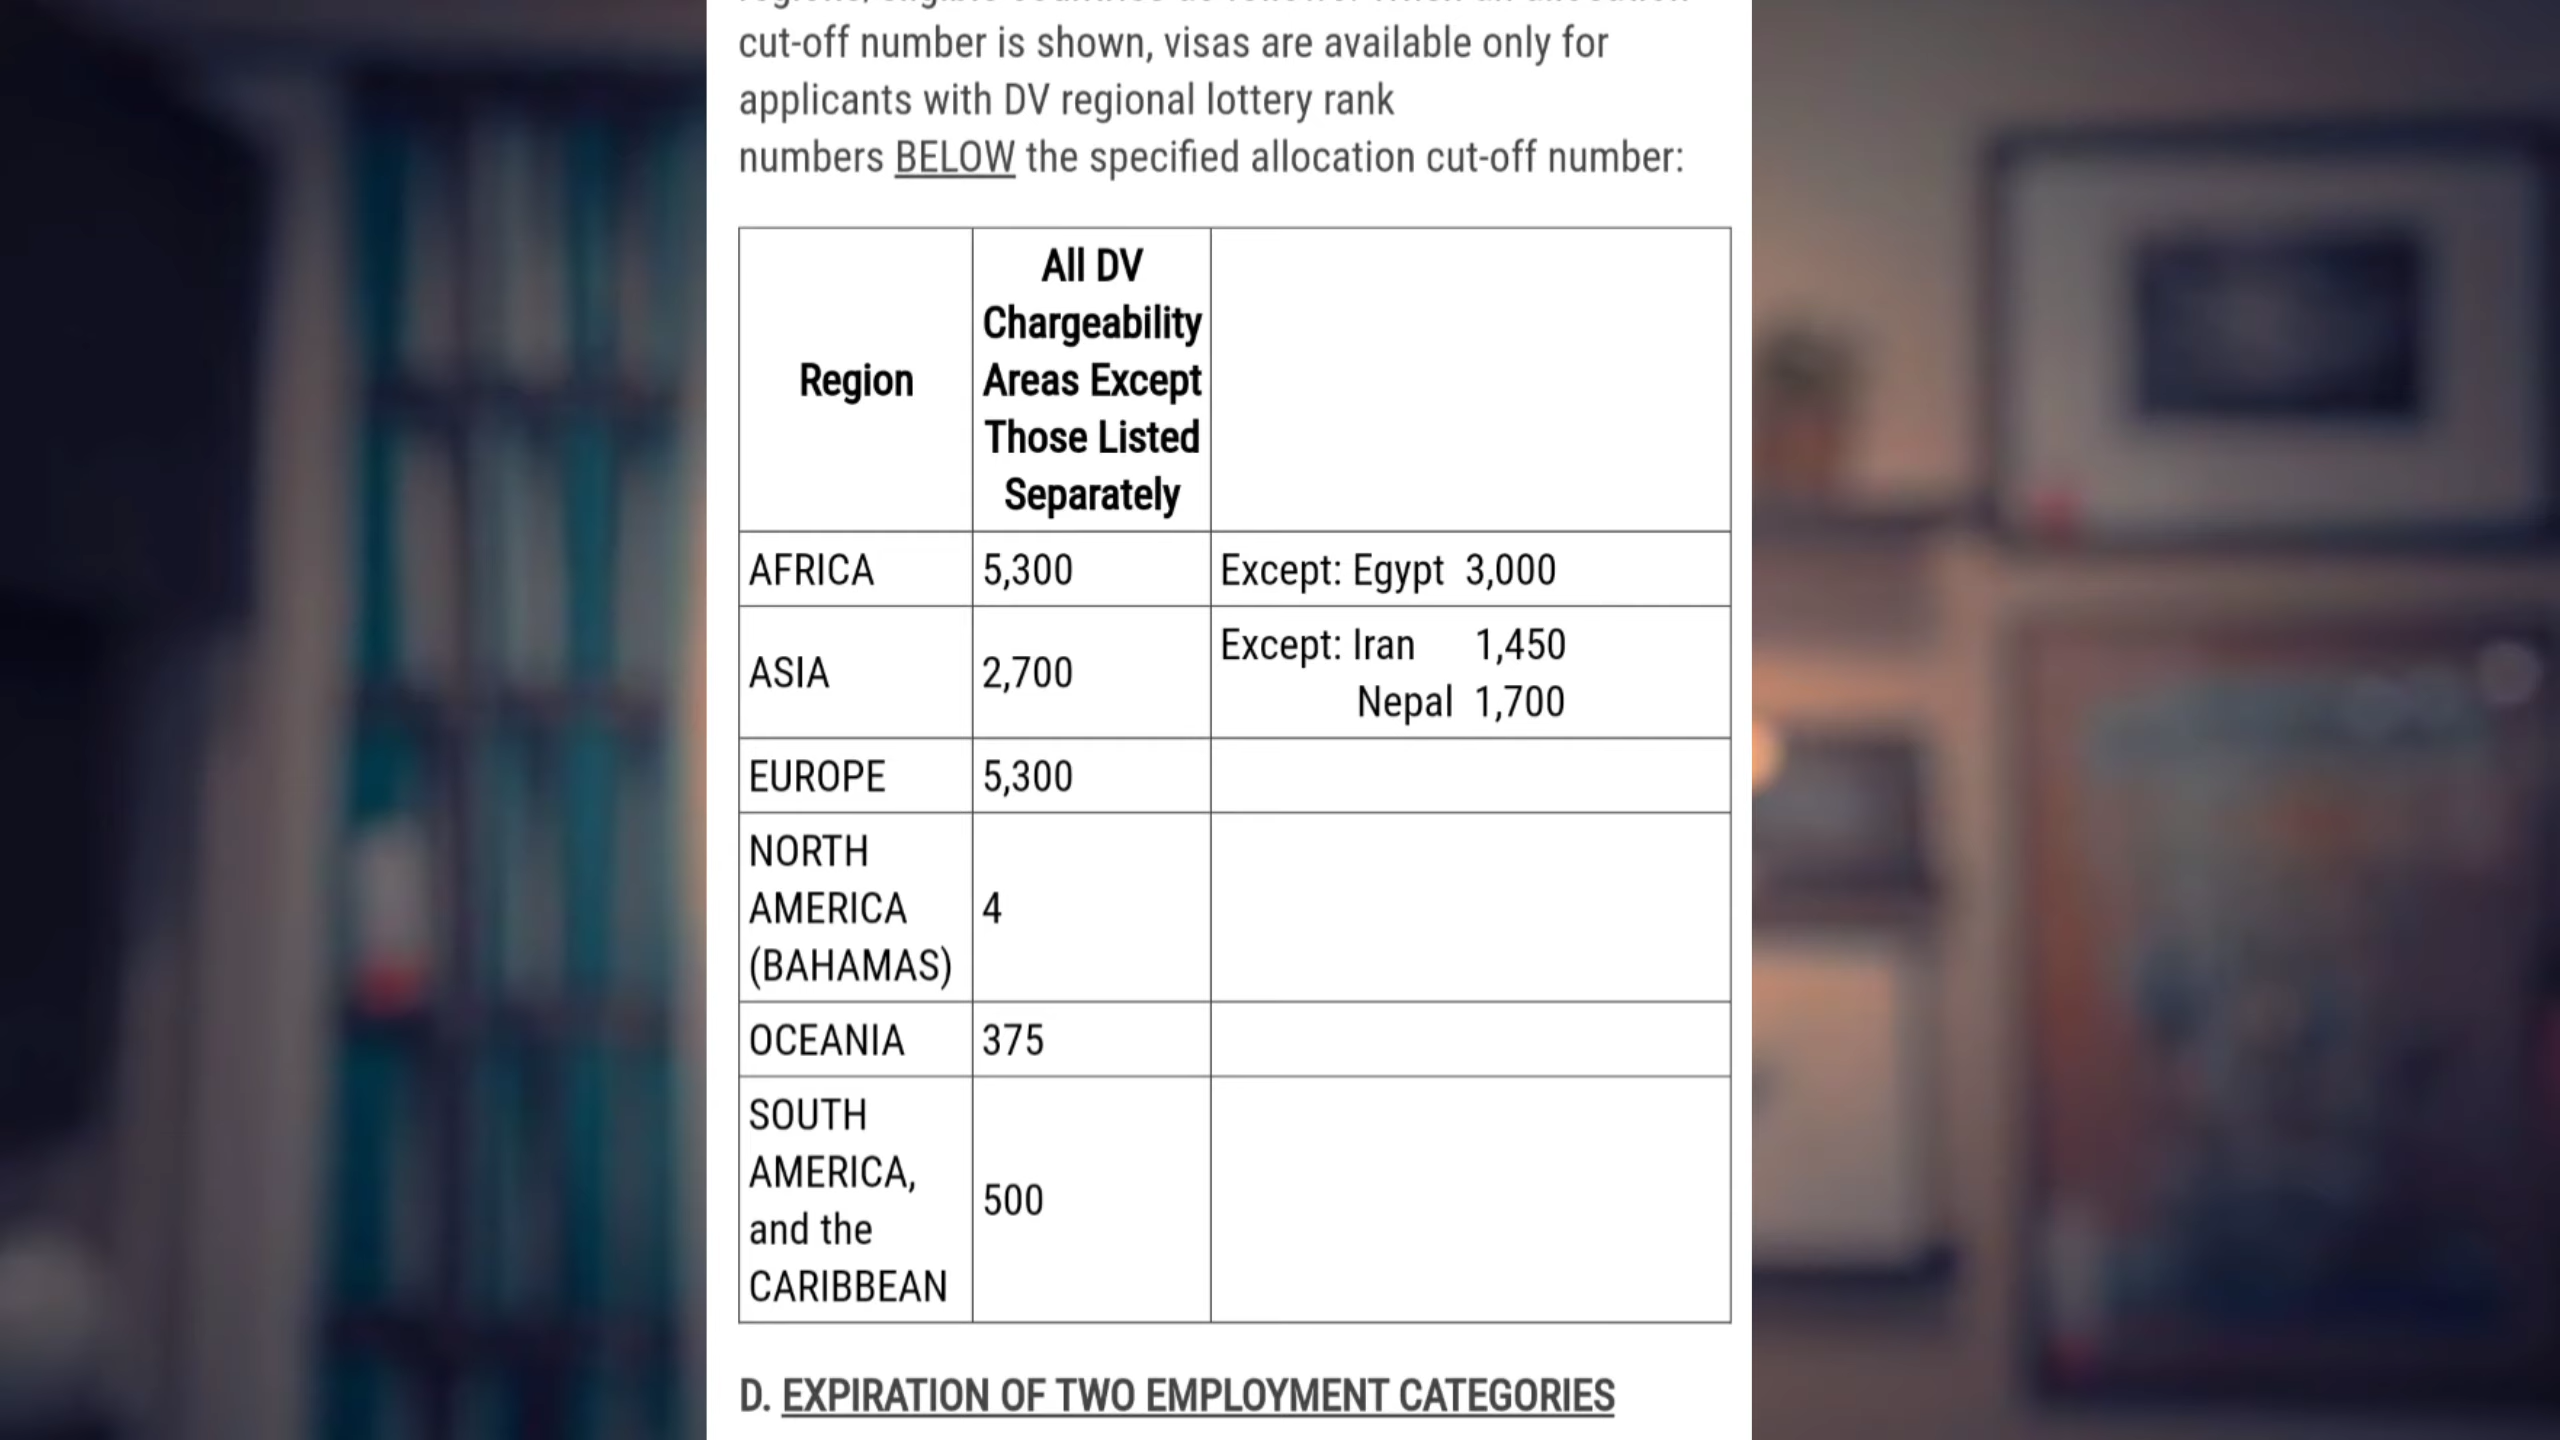 cut-off number is shown, visas are available only for
applicants with DV regional lottery rank
numbers BELOW the specified allocation cut-off number:
Region
All DV
Chargeability
Areas Except
Those Listed
Separately
AFRICA
5,300
Except: Egypt 3,000
ASIA
2,700
Except: Iran 1,450
Nepal 1,700
EUROPE
5,300
NORTH
AMERICA
(BAHAMAS)
4
OCEANIA
375
SOUTH
AMERICA,
and the
CARIBBEAN
500
D. EXPIRATION OF TWO EMPLOYMENT CATEGORIES